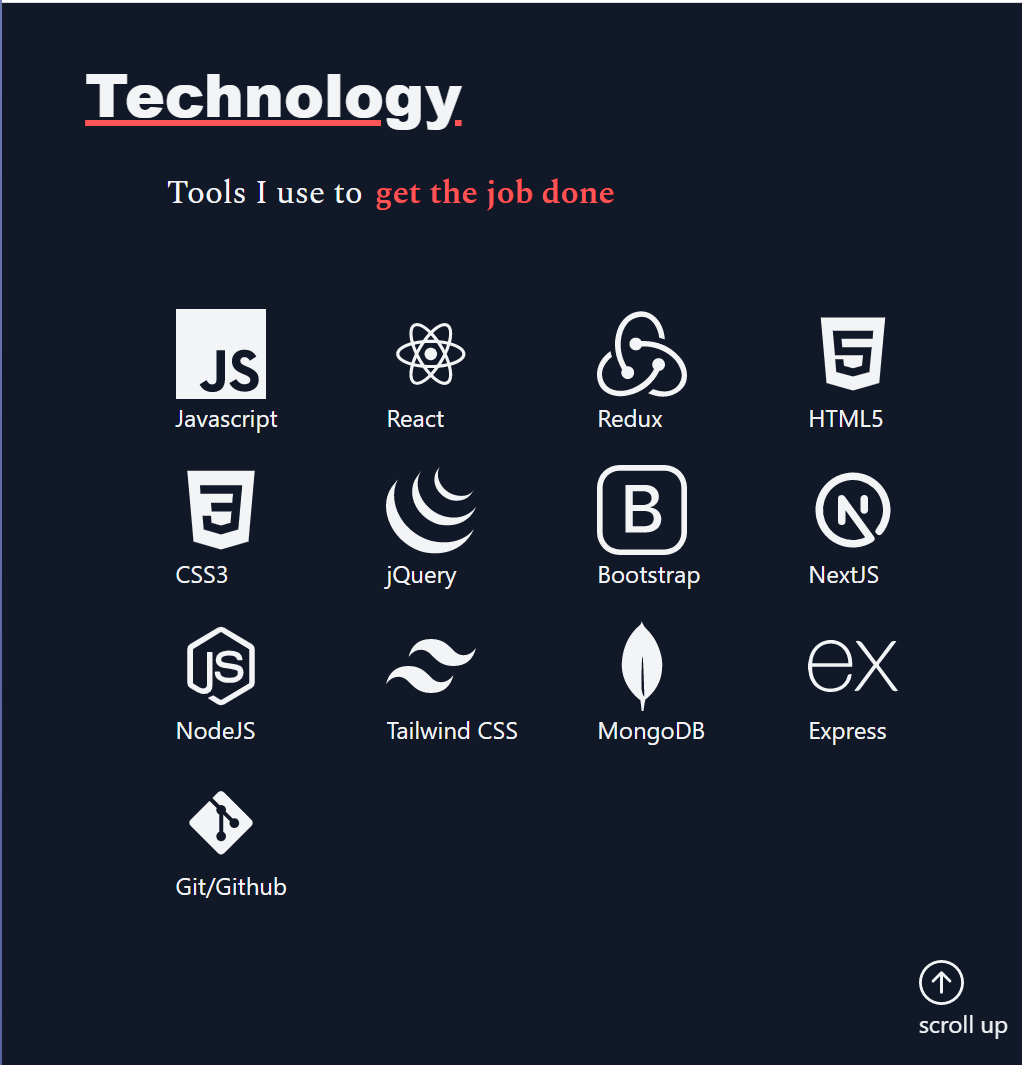 Technology
Tools I use to get the job done
JS
Javascript
React
Redux
5
HTML5
3
CSS3
jQuery
B
Bootstrap
N
NextJS
JS
NodeJS
Tailwind CSS
MongoDB
ex
Express
Git/Github
scroll up